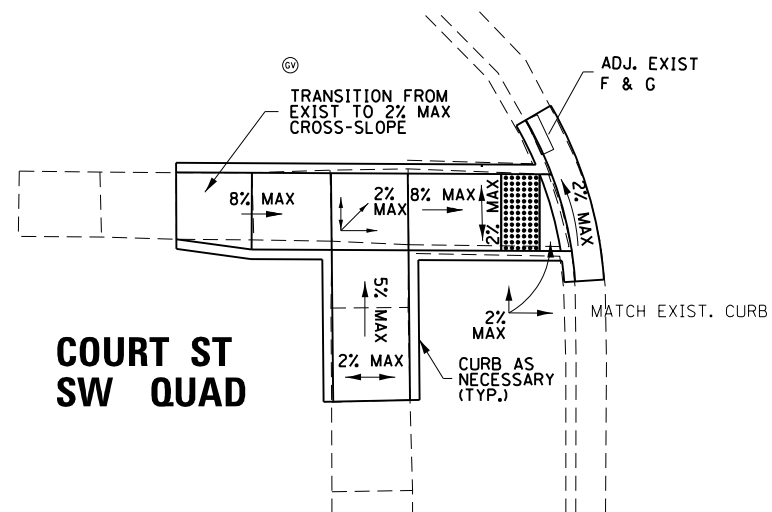 ADJ. EXIST
F & G
GV
TRANSITION FROM
EXIST TO 2% MAX
CROSS-SLOPE
8% MAX
2%
MAX
8% MAX
2% MAX
2% MAX
5% MAX
2%
MAX
MATCH EXIST. CURB
2% MAX
CURB AS
NECESSARY
(TYP.)
COURT ST
SW QUAD